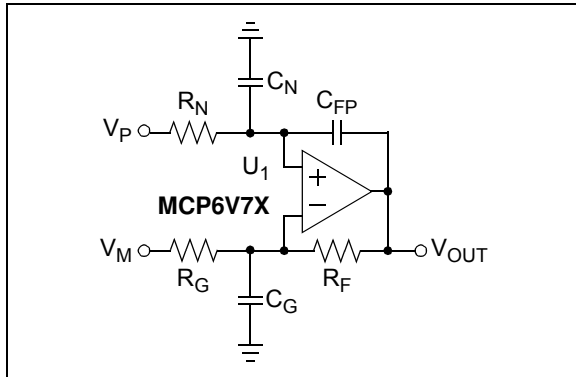 C_N
R_N
C_FP
V_P
U_1
+
MCP6V7X
−
V_M
V_OUT
R_G
R_F
C_G